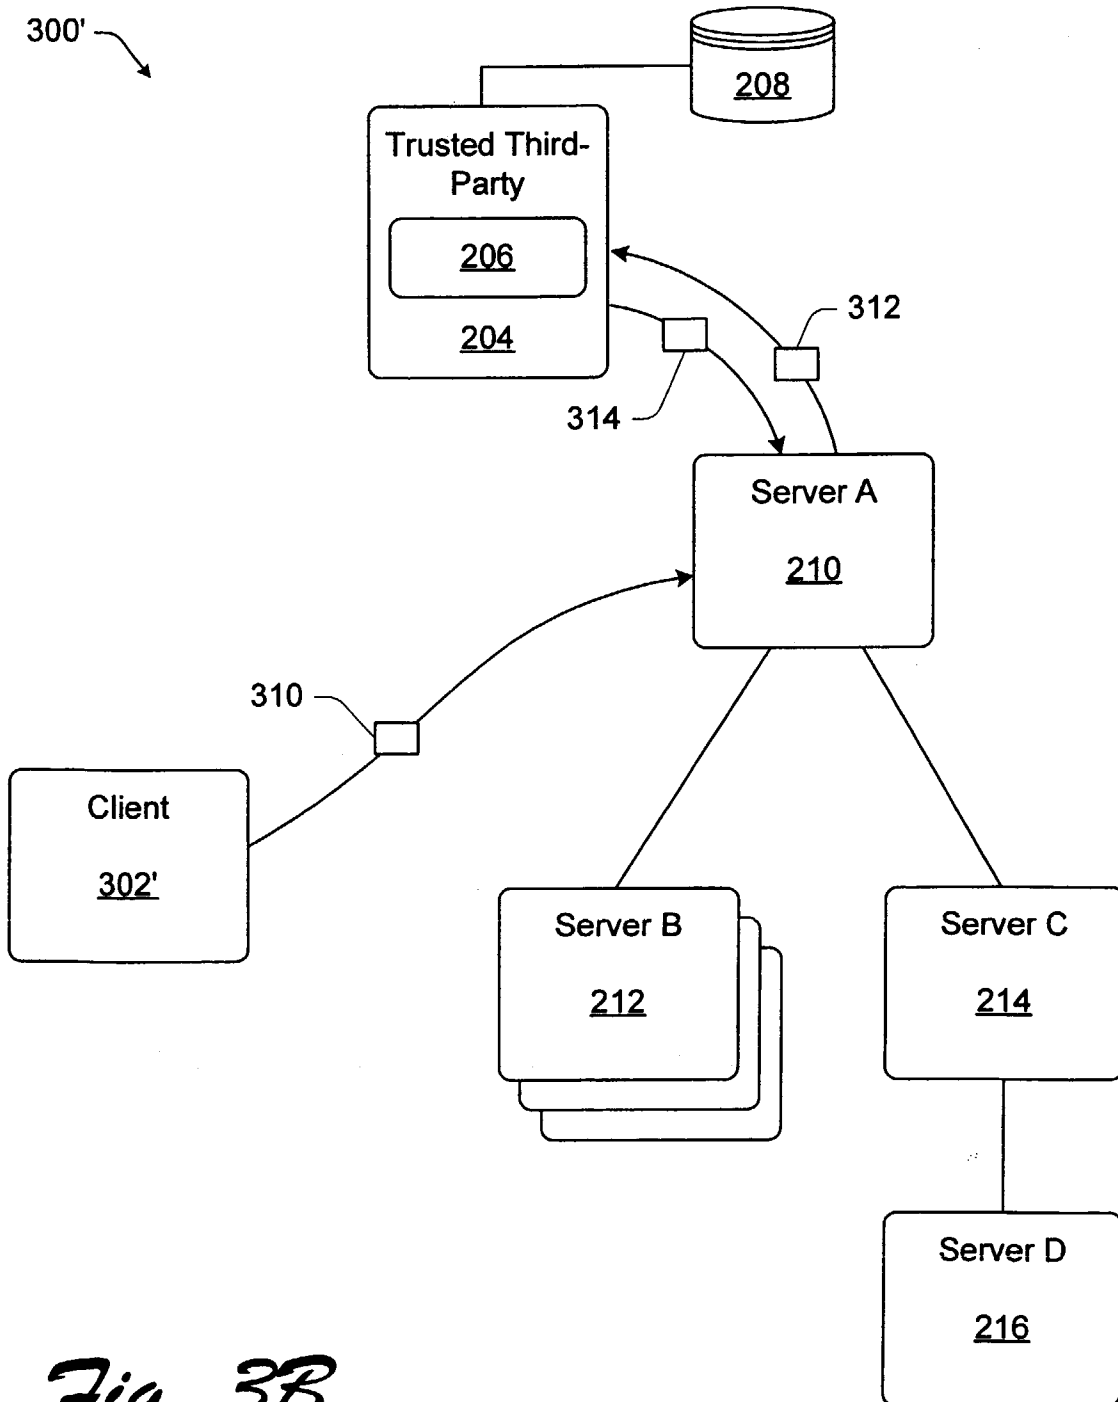 300'
208
Trusted Third-
Party
206
204
312
314
Server A
210
310
Client
302'
Server B
212
Server C
214
Server D
216
Fig. 3B